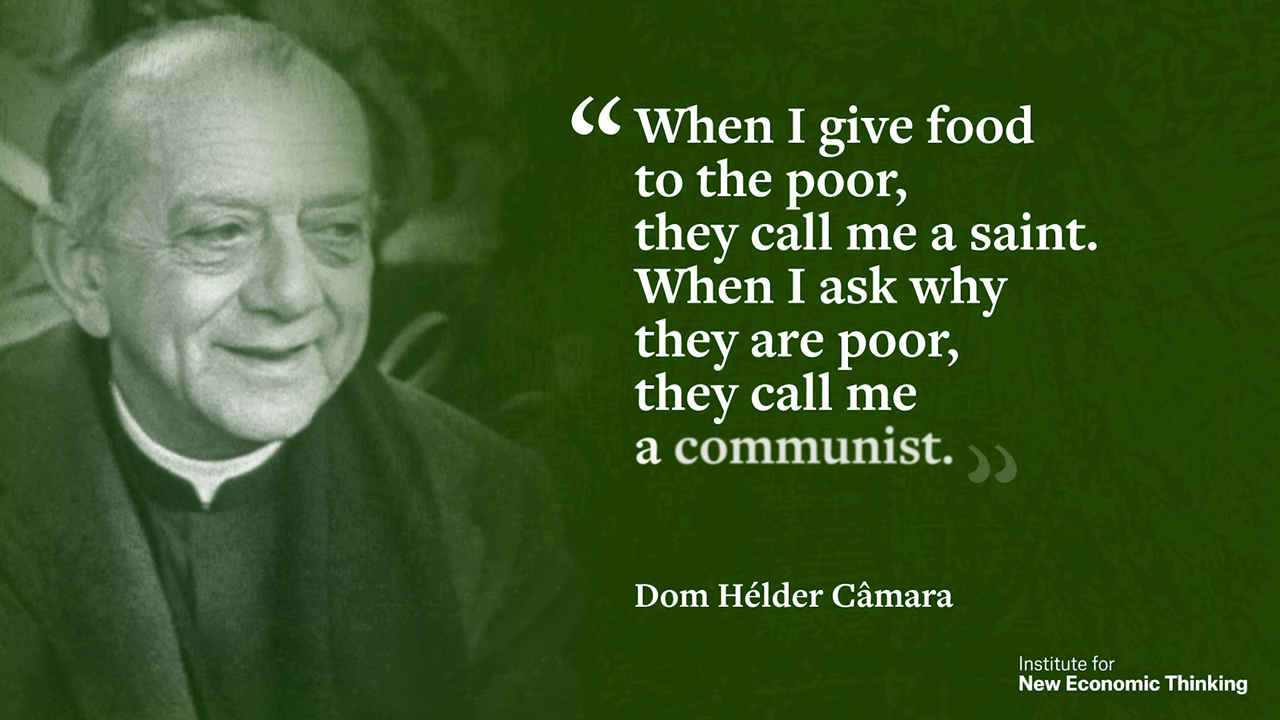 “When I give food
to the poor,
they call me a saint.
When I ask why
they are poor,
they call me
a communist.”
Dom Hélder Câmara
Institute for
New Economic Thinking